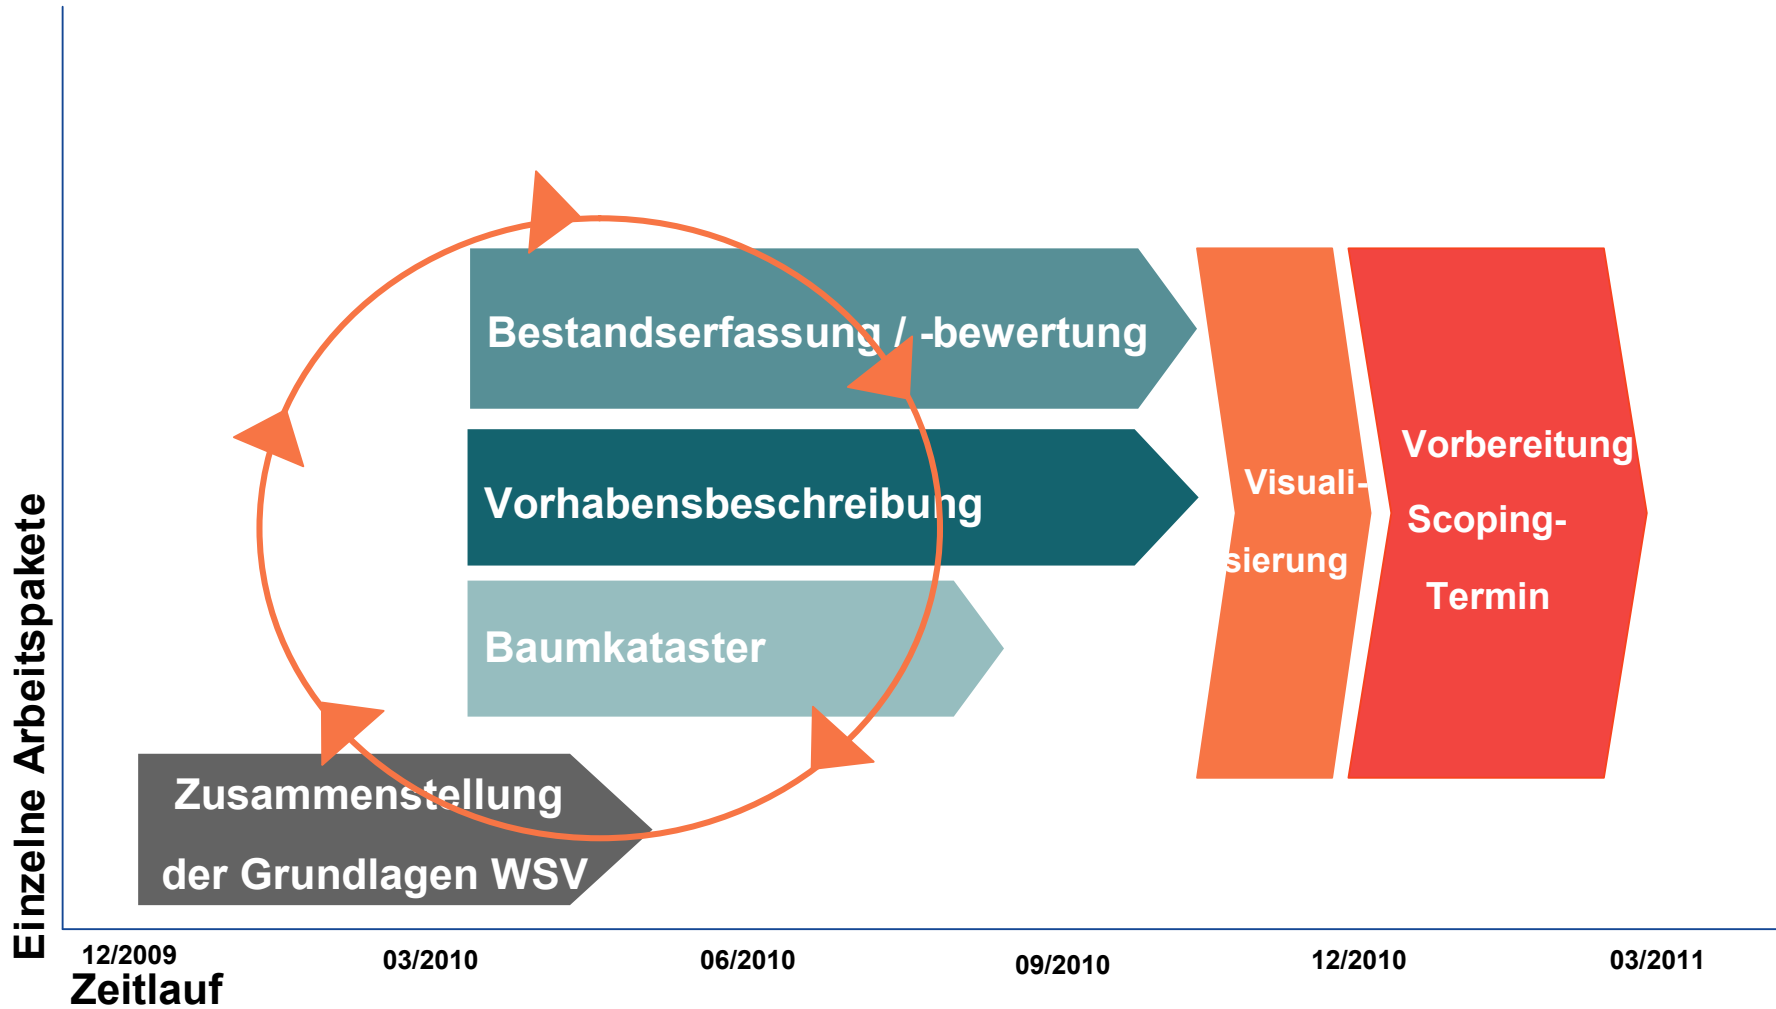 Bestandserfassung / -bewertung
Vorhabensbeschreibung
Baumkataster
Zusammenstellung
der Grundlagen WSV
Visuali-
sierung
Vorbereitung
Scoping-
Termin
Einzelne Arbeitspakete
12/2009
03/2010
06/2010
09/2010
12/2010
03/2011
Zeitlauf